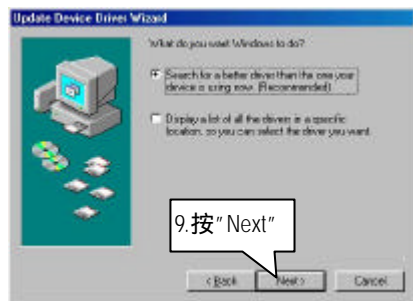 Update Device Driver Wizard
What do you want Windows to do?
Search for a better driver than the one your
device is using now. (Recommended)
Display a list of all the drivers in a specific
location, so you can select the driver you want.
9.按" Next"
< Back
Next >
Cancel